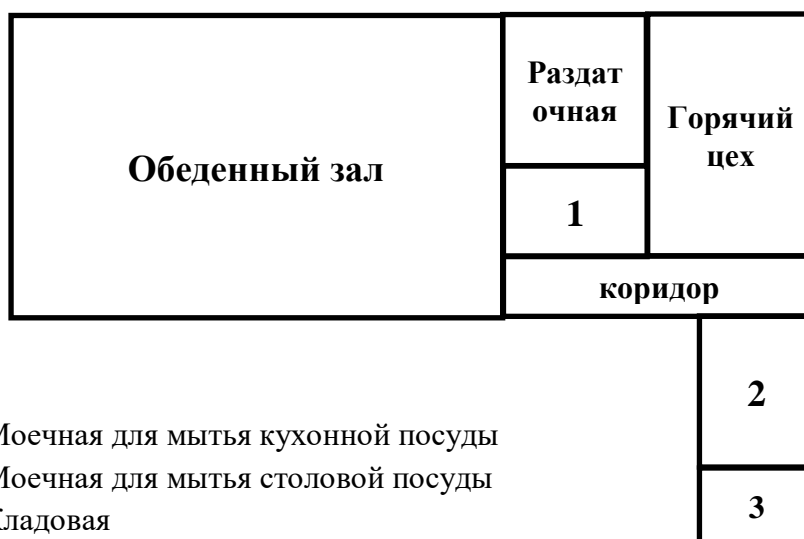 Раздат
очная
Горячий
цех
Обеденный зал
1
коридор
2
Моечная для мытья кухонной посуды
Моечная для мытья столовой посуды
Кладовая
3